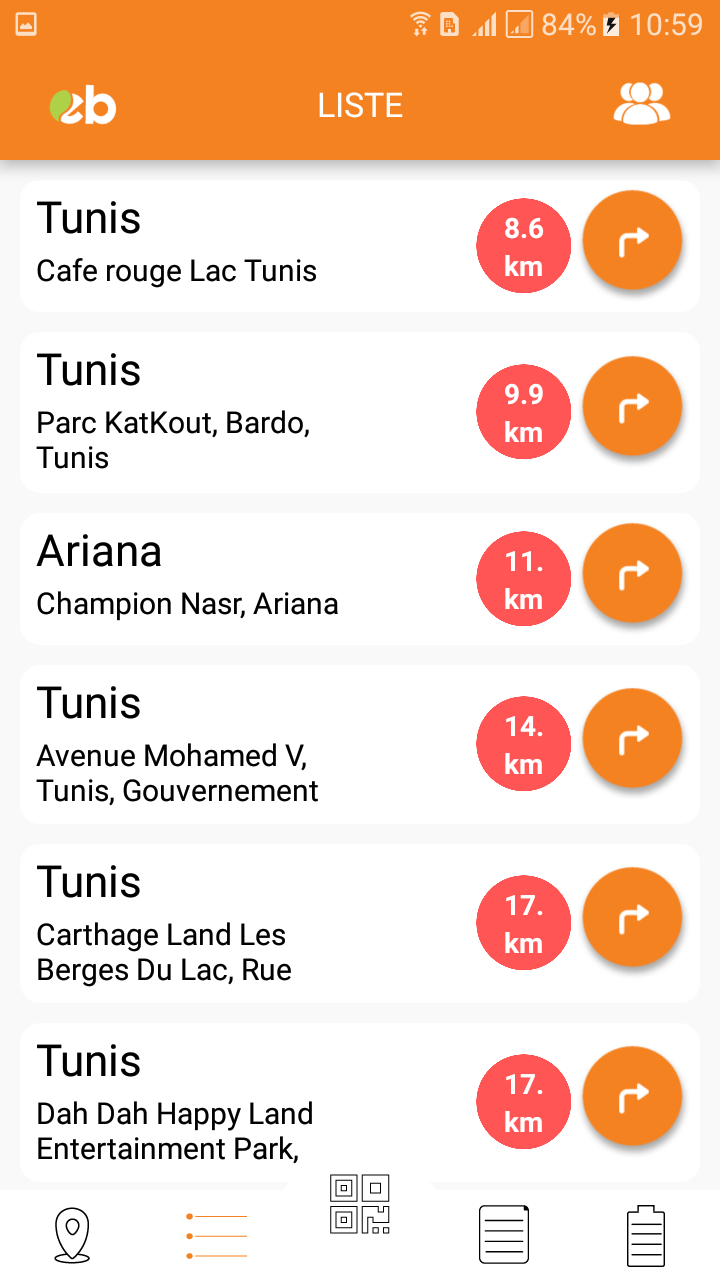 84% 10:59
eb LISTE
Tunis
Cafe rouge Lac Tunis
8.6
km
Tunis
Parc KatKout, Bardo,
Tunis
9.9
km
Ariana
Champion Nasr, Ariana
11.
km
Tunis
Avenue Mohamed V,
Tunis, Gouvernement
14.
km
Tunis
Carthage Land Les
Berges Du Lac, Rue
17.
km
Tunis
Dah Dah Happy Land
Entertainment Park,
17.
km